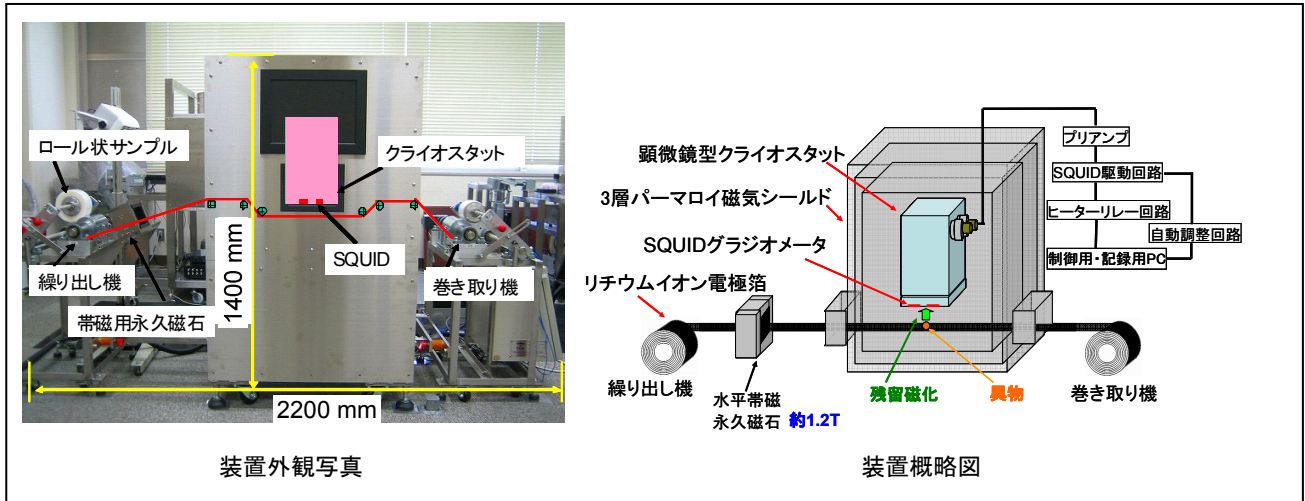 ロール状サンプル
クライオスタット
SQUID
繰り出し機
巻き取り機
帯磁用永久磁石
1400 mm
2200 mm
装置外観写真
プリアンプ
顕微鏡型クライオスタット
SQUID駆動回路
3層パーマロイ磁気シールド
ヒーターリレー回路
自動調整回路
SQUIDグラジオメータ
制御用・記録用PC
リチウムイオン電極箔
繰り出し機
水平帯磁
永久磁石 約1.2T
残留磁化
異物
巻き取り機
装置概略図